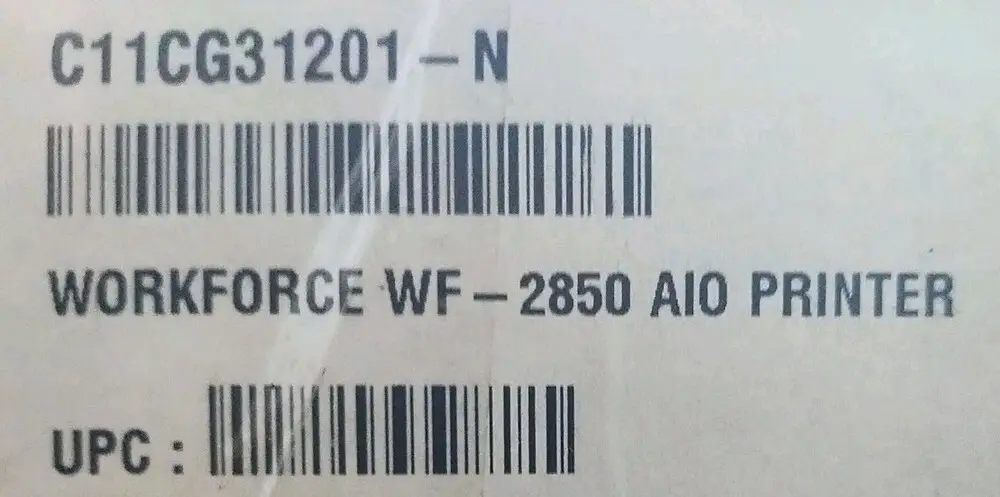 C11CG31201-N
WORKFORCE WF-2850 AIO PRINTER
UPC :